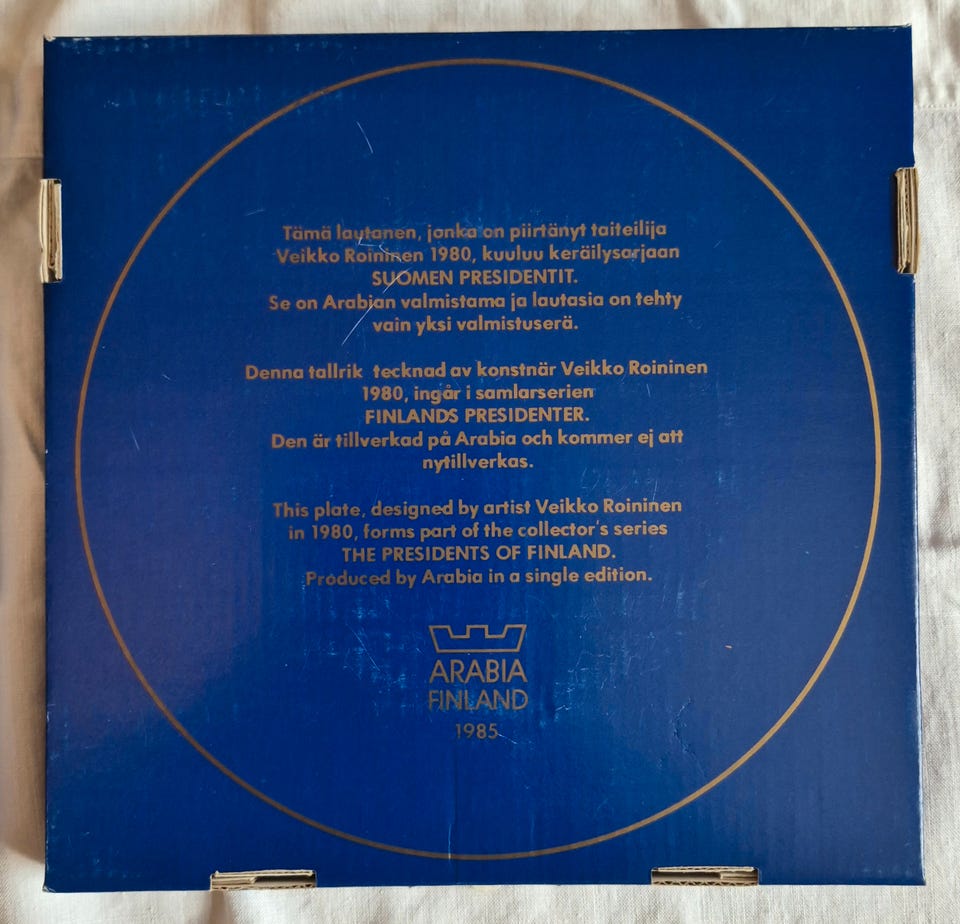 Tämä lautanen, jonka on piirtänyt taiteilija
Veikko Roininen 1980, kuuluu keräilysarjaan
SUOMEN PRESIDENTIT.
Se on Arabian valmistama ja lautasia on tehty
vain yksi valmistuserä.
Denna tallrik tecknad av konstnär Veikko Roininen
1980, ingår i samlarserien
FINLANDS PRESIDENTER.
Den är tillverkad på Arabia och kommer ej att
nytillverkas.
This plate, designed by artist Veikko Roininen
in 1980, forms part of the collector's series
THE PRESIDENTS OF FINLAND.
Produced by Arabia in a single edition.
ARABIA
FINLAND
1985